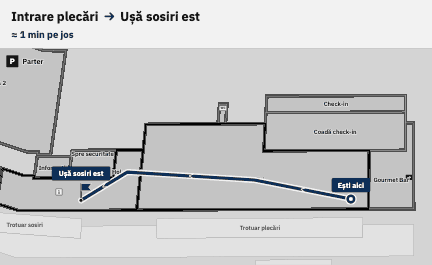 Intrare plecări → Ușă sosiri est
≈ 1 min pe jos
P Parter
2
Check-in
Coadă check-in
Spre securitate
Ușă sosiri est
Ești aici
Gourmet Bar
Trotuar sosiri
Trotuar plecări